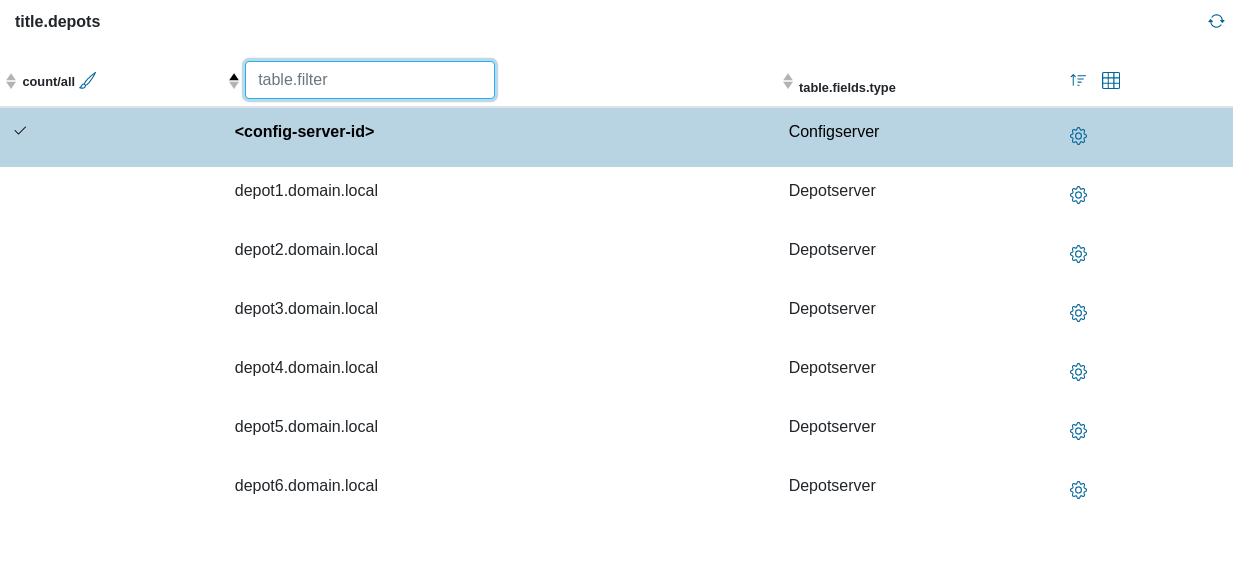 title.depots
count/all table.filter table.fields.type
<config-server-id> Configserver
depot1.domain.local Depotserver
depot2.domain.local Depotserver
depot3.domain.local Depotserver
depot4.domain.local Depotserver
depot5.domain.local Depotserver
depot6.domain.local Depotserver